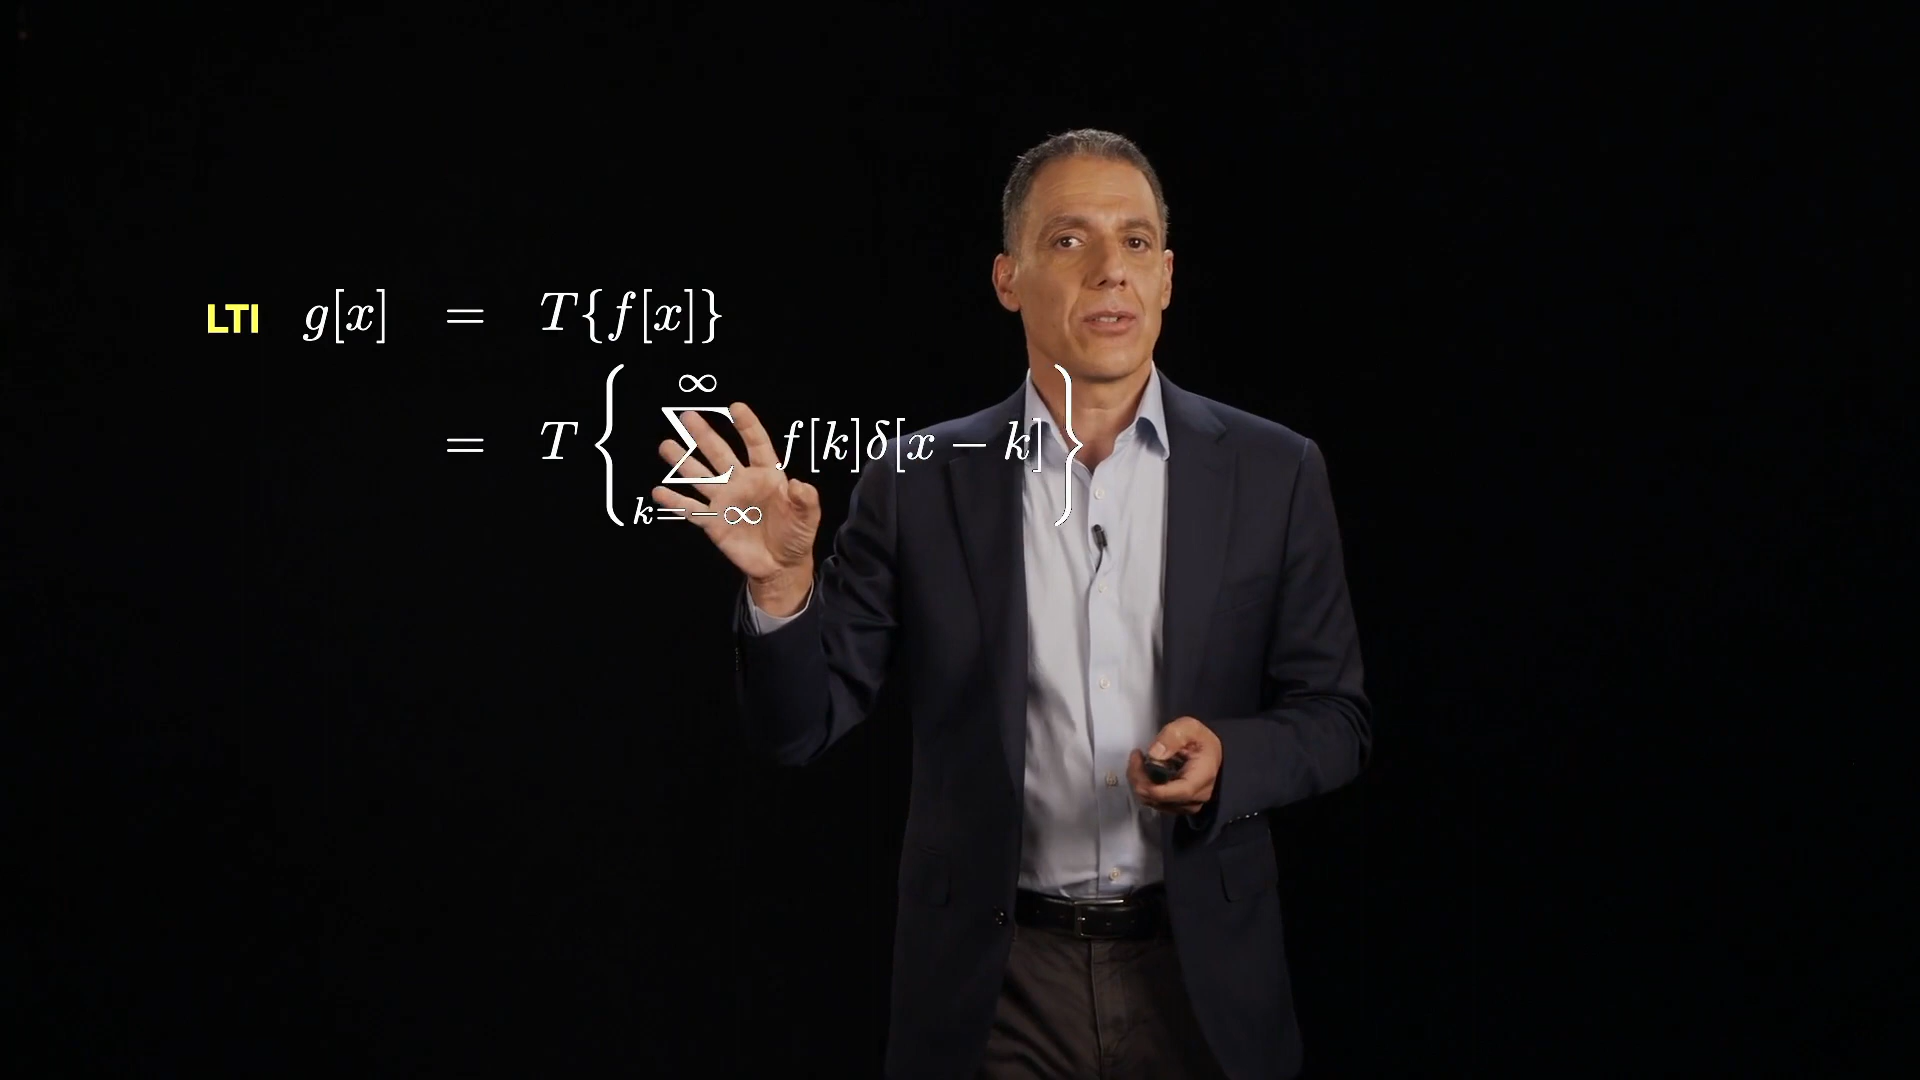 LTI g[x] = T{f[x]}
= T { ∞ ∑ k=−∞ f[k]δ[x − k] }